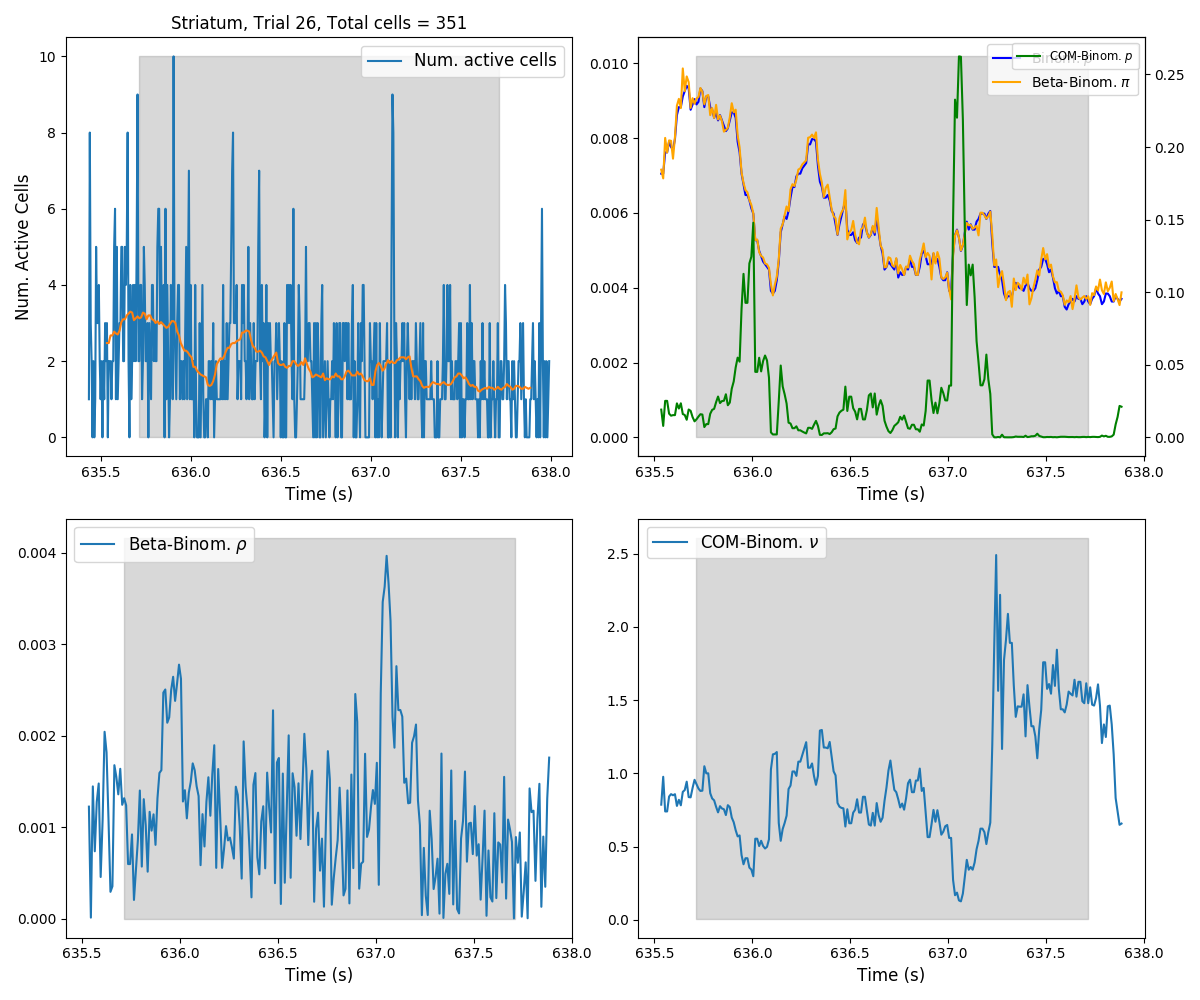 Striatum, Trial 26, Total cells = 351
Num. active cells
Num. Active Cells
10
8
6
4
2
0
635.5 636.0 636.5 637.0 637.5 638.0
Time (s)
COM-Binom. p
Binom. p
Beta-Binom. π
0.010
0.008
0.006
0.004
0.002
0.000
0.25
0.20
0.15
0.10
0.05
0.00
635.5 636.0 636.5 637.0 637.5 638.0
Time (s)
Beta-Binom. ρ
0.004
0.003
0.002
0.001
0.000
635.5 636.0 636.5 637.0 637.5 638.0
Time (s)
COM-Binom. ν
2.5
2.0
1.5
1.0
0.5
0.0
635.5 636.0 636.5 637.0 637.5 638.0
Time (s)